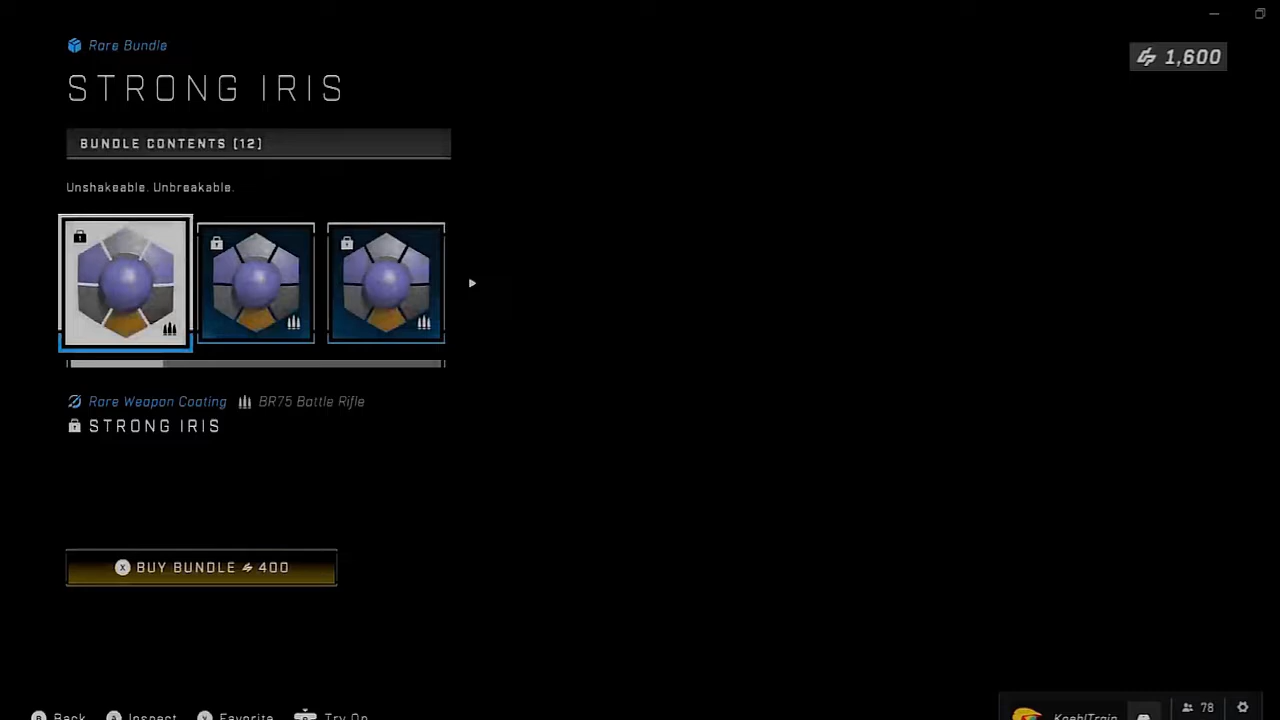 Rare Bundle
1,600
STRONG IRIS
BUNDLE CONTENTS [12]
Unshakeable. Unbreakable.
Rare Weapon Coating BR75 Battle Rifle
STRONG IRIS
X BUY BUNDLE 400
B Back A Inspect Y Favorite Try On
KaehlTrain 78